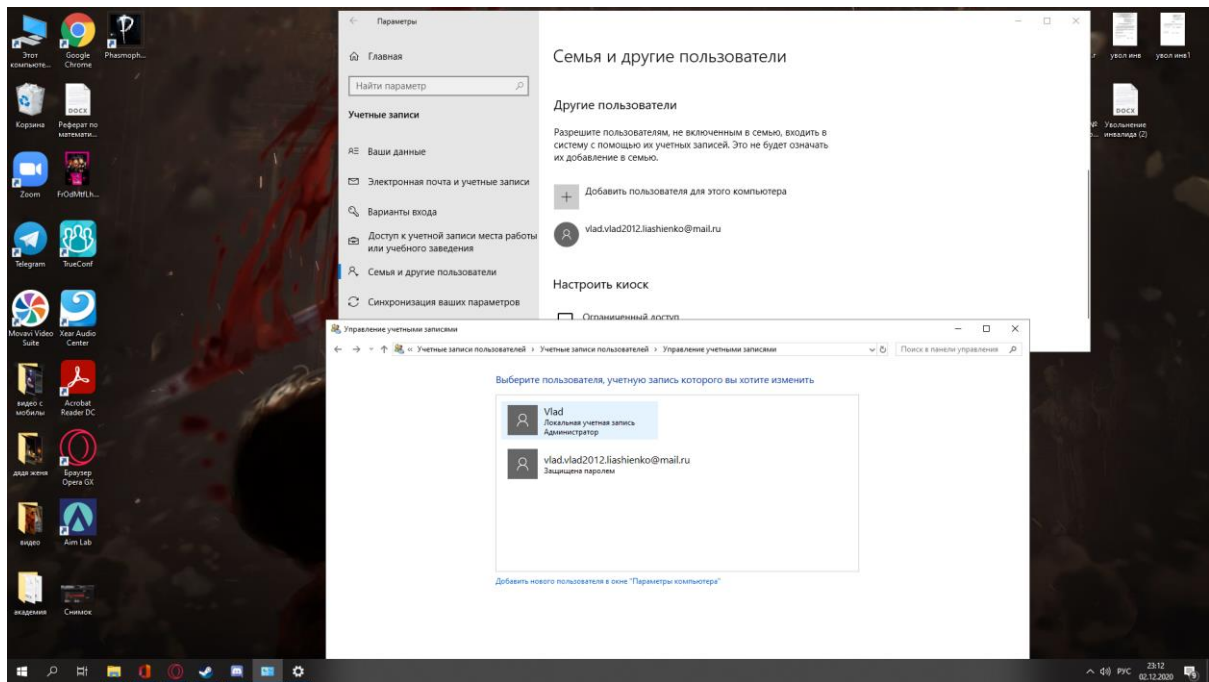 Этот
компьюте...
Google
Chrome
Phasmoph...
Корзина
Реферат по
математи...
DOCX
Zoom
FrOdMtfLh...
Telegram
TrueConf
Movavi Video
Suite
Xear Audio
Center
видео с
мобилы
Acrobat
Reader DC
дядя женя
Браузер
Opera GX
видео
Aim Lab
академия
Снимок
Параметры
Главная
Найти параметр
Учетные записи
Ваши данные
Электронная почта и учетные записи
Варианты входа
Доступ к учетной записи места работы
или учебного заведения
Семья и другие пользователи
Синхронизация ваших параметров
Семья и другие пользователи
Другие пользователи
Разрешите пользователям, не включенным в семью, входить в
систему с помощью их учетных записей. Это не будет означать
их добавление в семью.
Добавить пользователя для этого компьютера
vlad.vlad2012.liashienko@mail.ru
Настроить киоск
Ограниченный доступ
увол инв
увол инв1
DOCX
Увольнение
инвалида (2)
Управление учетными записями
« Учетные записи пользователей › Учетные записи пользователей › Управление учетными записями
Поиск в панели управления
Выберите пользователя, учетную запись которого вы хотите изменить
Vlad
Локальная учетная запись
Администратор
vlad.vlad2012.liashienko@mail.ru
Защищена паролем
Добавить нового пользователя в окне "Параметры компьютера"
РУС
23:12
02.12.2020